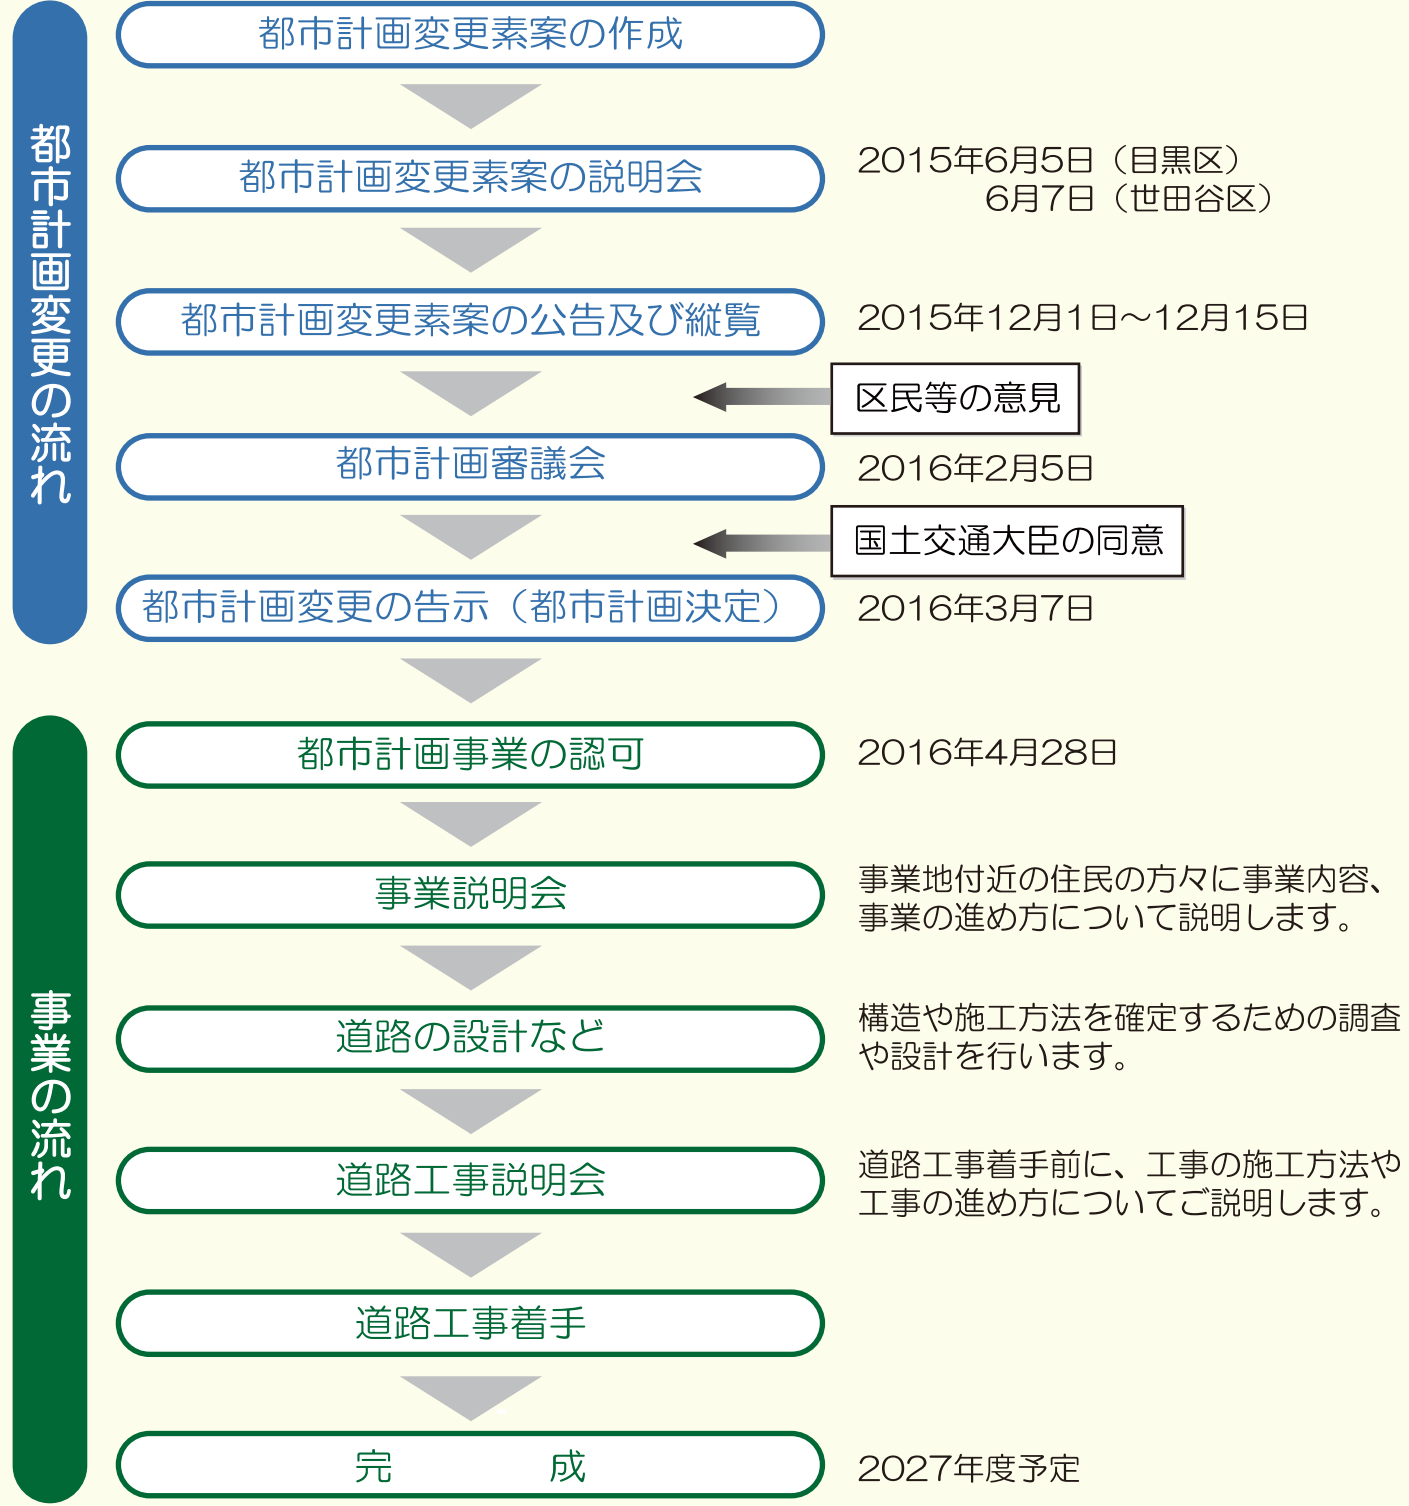 都市計画変更の流れ
都市計画変更素案の作成
都市計画変更素案の説明会
2015年6月5日（目黒区）
6月7日（世田谷区）
都市計画変更素案の公告及び縦覧
2015年12月1日～12月15日
区民等の意見
都市計画審議会
2016年2月5日
国土交通大臣の同意
都市計画変更の告示（都市計画決定）
2016年3月7日
事業の流れ
都市計画事業の認可
2016年4月28日
事業説明会
事業地付近の住民の方々に事業内容、
事業の進め方について説明します。
道路の設計など
構造や施工方法を確定するための調査
や設計を行います。
道路工事説明会
道路工事着手前に、工事の施工方法や
工事の進め方についてご説明します。
道路工事着手
完　　　　成
2027年度予定